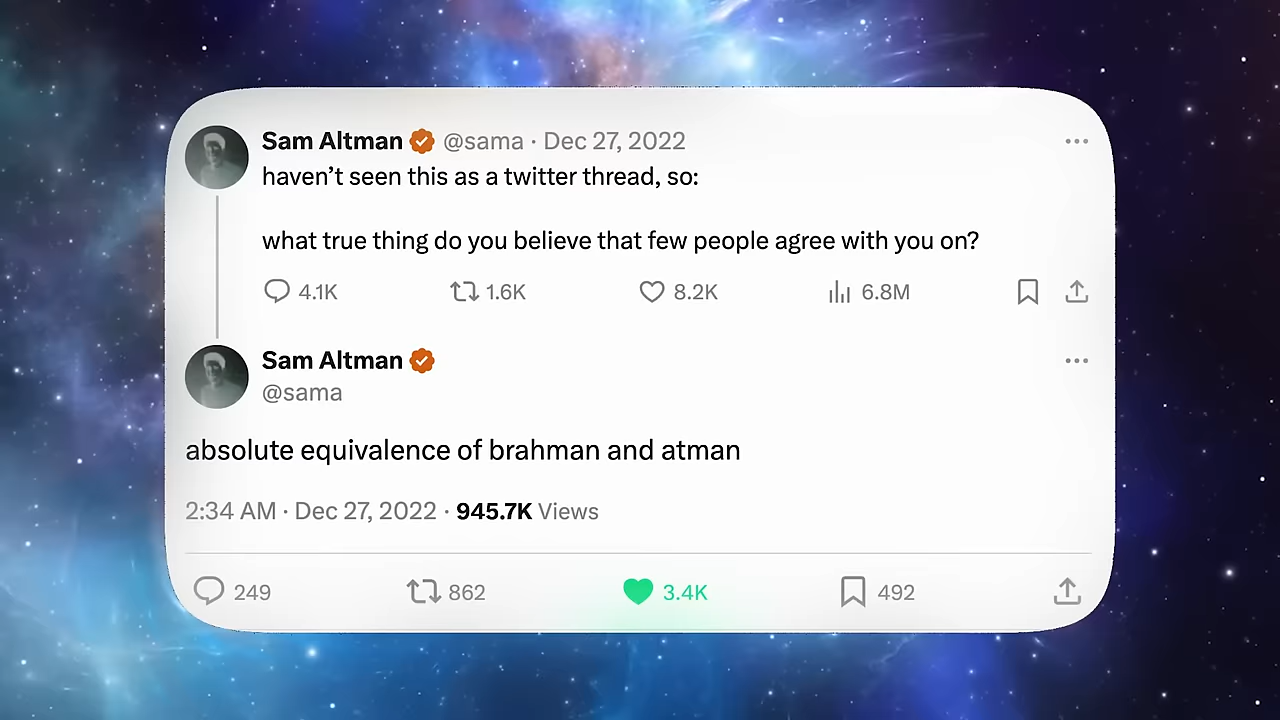 Sam Altman @sama · Dec 27, 2022
haven’t seen this as a twitter thread, so:
what true thing do you believe that few people agree with you on?
4.1K 1.6K 8.2K 6.8M
Sam Altman
@sama
absolute equivalence of brahman and atman
2:34 AM · Dec 27, 2022 · 945.7K Views
249 862 3.4K 492